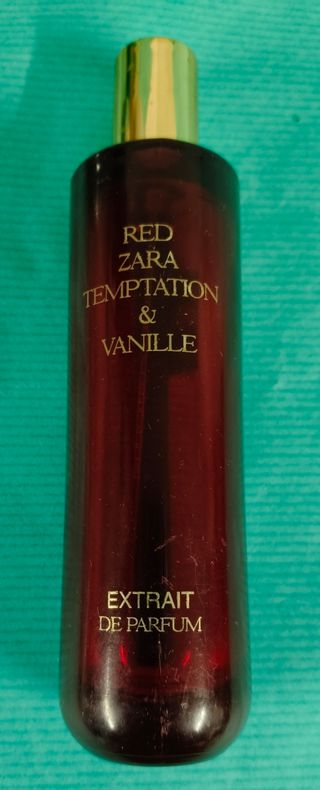 RED
ZARA
TEMPTATION
&
VANILLE
EXTRAIT
DE PARFUM